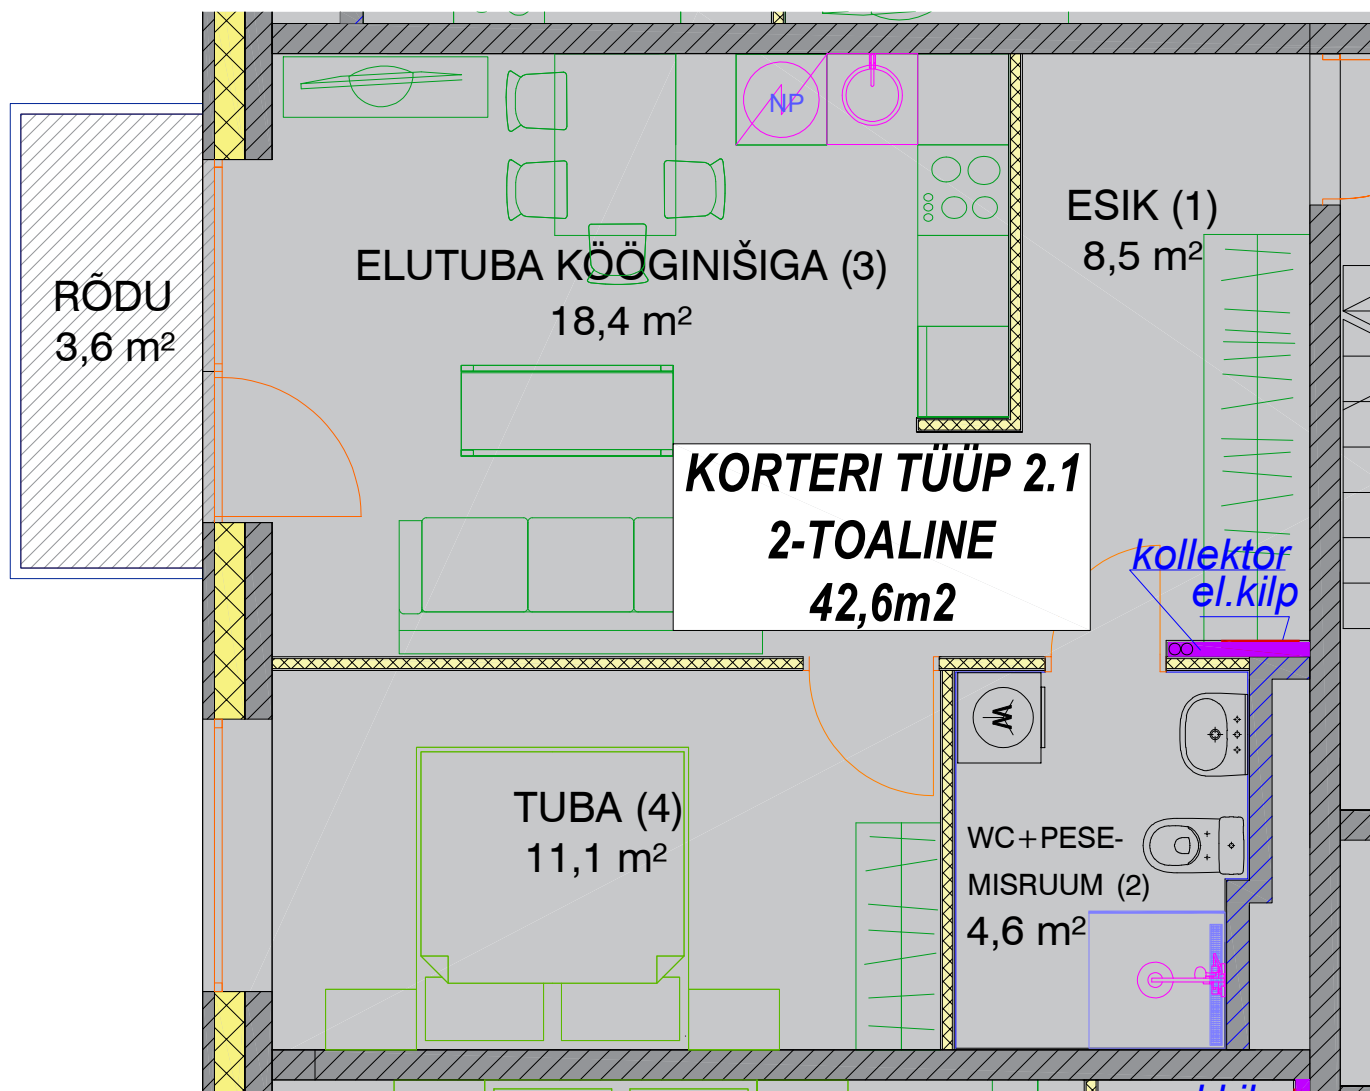 NP
ESIK (1)
8,5 m²
ELUTUBA KÖÖGINIŠIGA (3)
18,4 m²
RÕDU
3,6 m²
KORTERI TÜÜP 2.1
2-TOALINE
42,6m2
kollektor
el.kilp
TUBA (4)
11,1 m²
WC+PESE-
MISRUUM (2)
4,6 m²